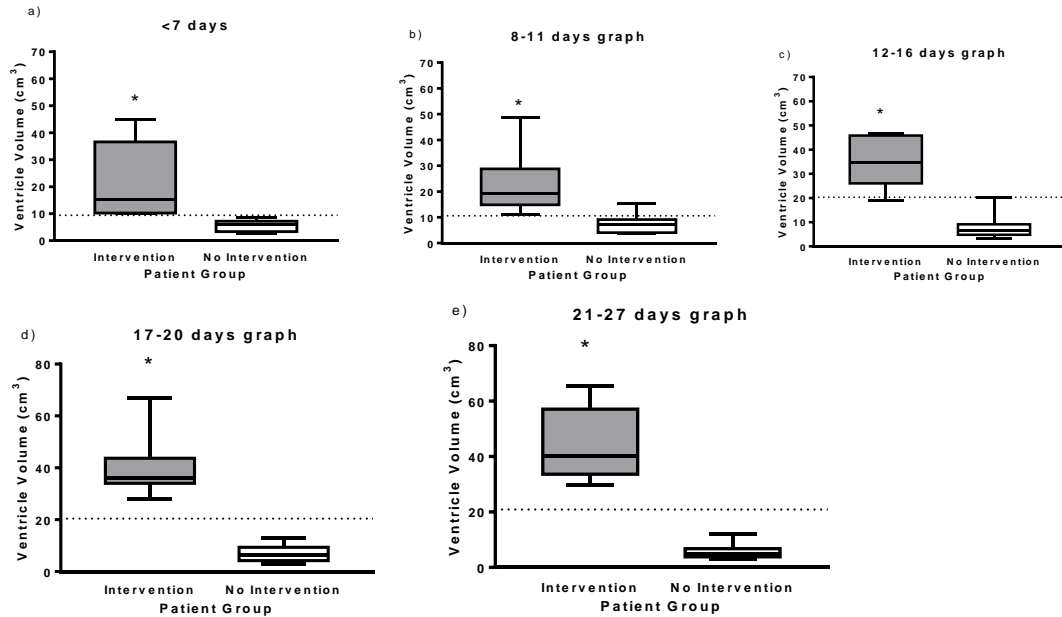 a)
<7 days
Ventricle Volume (cm3)
70
60
50
40
30
20
10
0
*
Intervention No Intervention
Patient Group
b)
8-11 days graph
Ventricle Volume (cm3)
70
60
50
40
30
20
10
0
*
Intervention No Intervention
Patient Group
c)
12-16 days graph
Ventricle Volume (cm3)
70
60
50
40
30
20
10
0
*
Intervention No Intervention
Patient Group
d)
17-20 days graph
Ventricle Volume (cm3)
80
60
40
20
0
*
Intervention No Intervention
Patient Group
e)
21-27 days graph
Ventricle Volume (cm3)
80
60
40
20
0
*
Intervention No Intervention
Patient Group